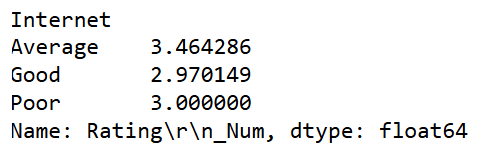 Internet
Average    3.464286
Good       2.970149
Poor       3.000000
Name: Rating\r\n_Num, dtype: float64